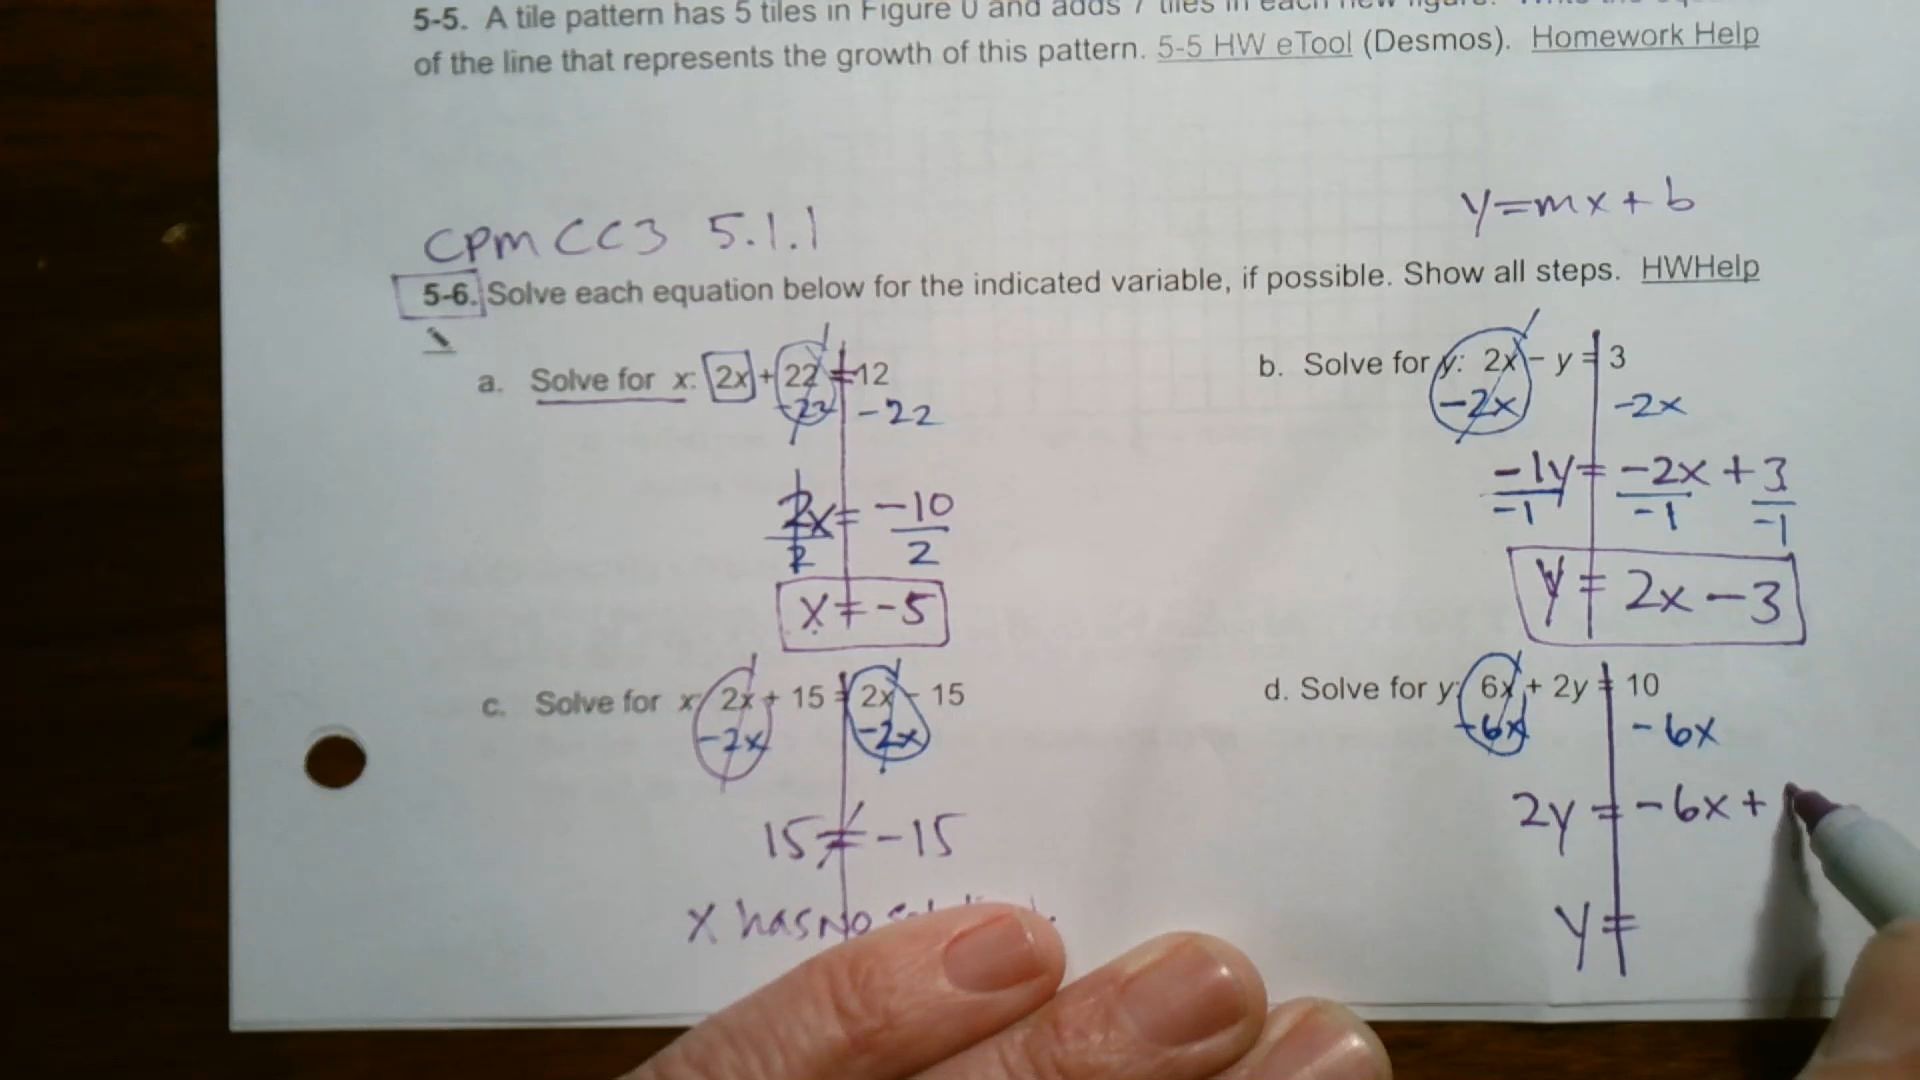 5-5. A tile pattern has 5 tiles in Figure 0 and adds 7 tiles in each new figure.
of the line that represents the growth of this pattern. 5-5 HW eTool (Desmos). Homework Help
y=mx+b
CPM CC3 5.1.1
5-6. Solve each equation below for the indicated variable, if possible. Show all steps. HWHelp
a. Solve for x: 2x + 22 = 12
-22 -22
2x = -10
2 2
x = -5
b. Solve for y: 2x - y = 3
-2x -2x
-1y = -2x + 3
-1 -1 -1
y = 2x - 3
c. Solve for x: 2x + 15 = 2x - 15
-2x -2x
15 ≠ -15
x has No
d. Solve for y: 6x + 2y = 10
-6x -6x
2y = -6x +
y =